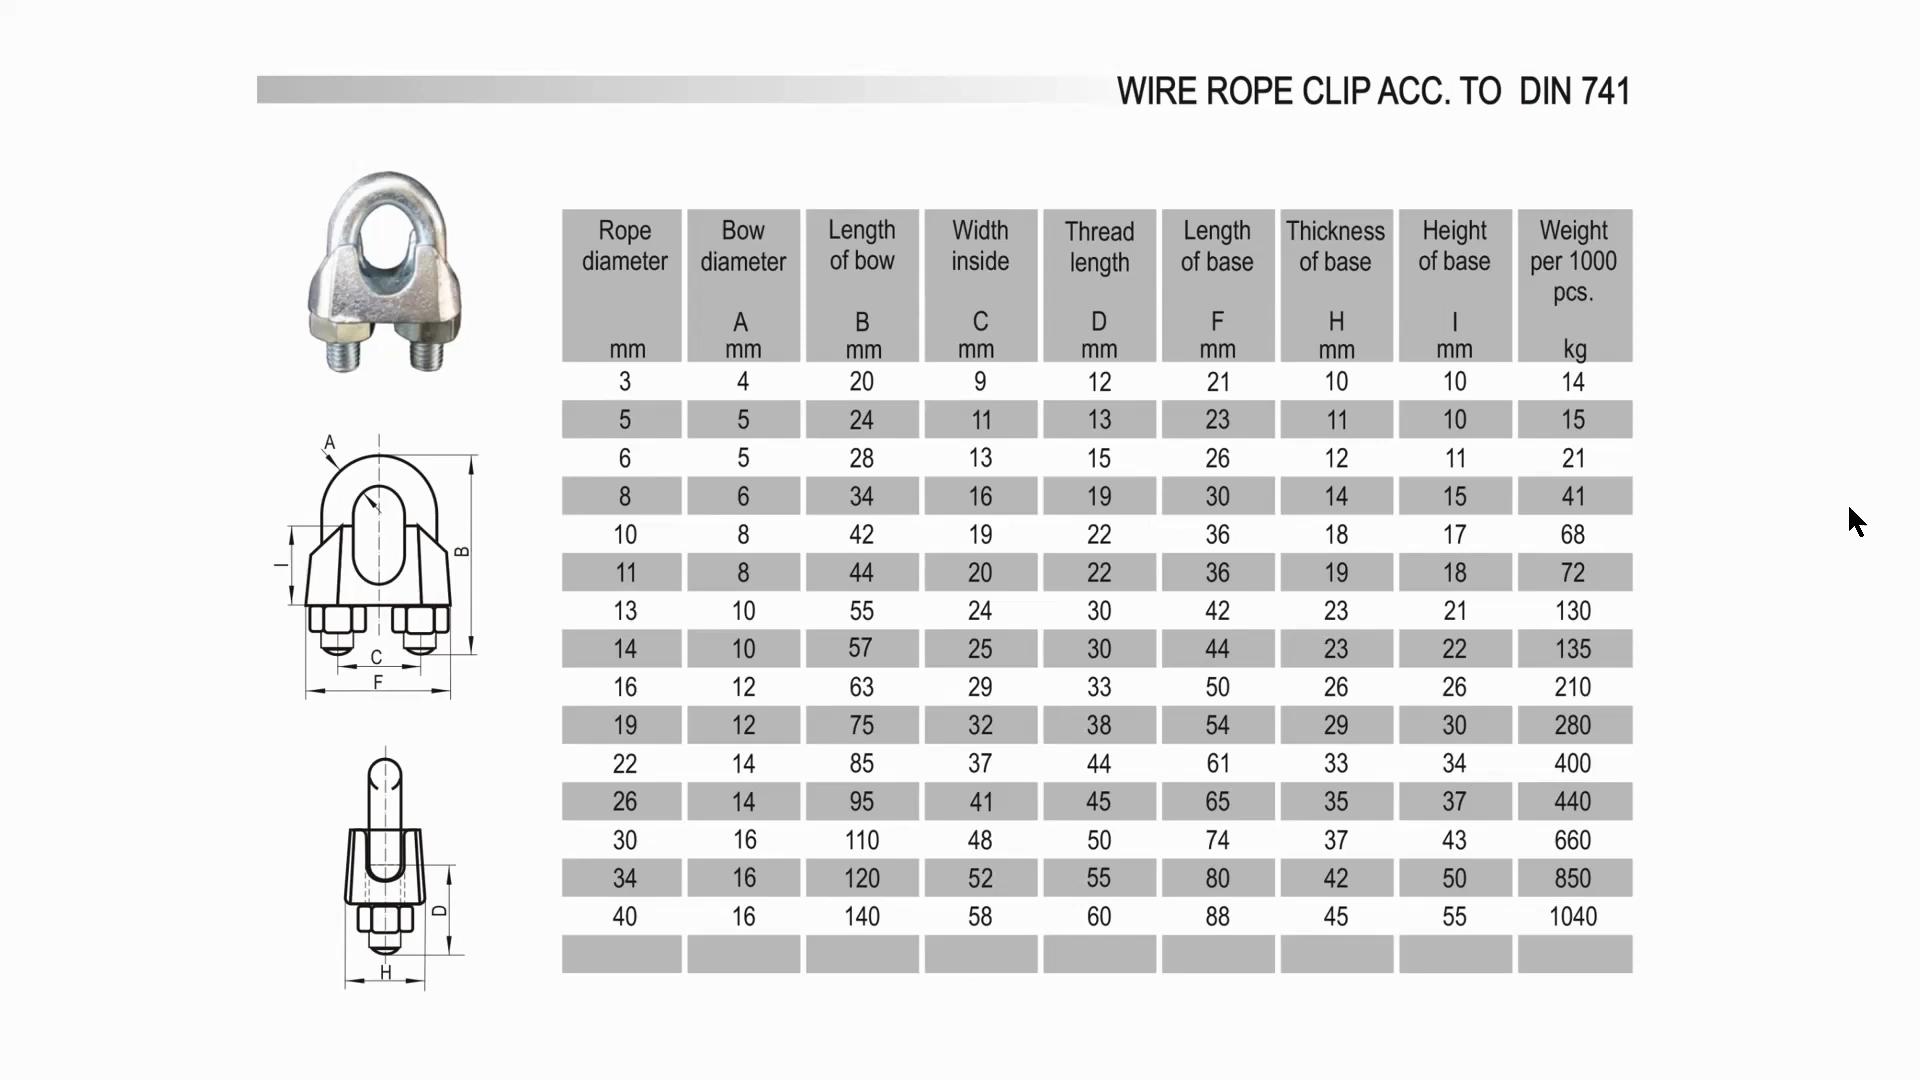 WIRE ROPE CLIP ACC. TO DIN 741
Rope diameter mm
Bow diameter A mm
Length of bow B mm
Width inside C mm
Thread length D mm
Length of base F mm
Thickness of base H mm
Height of base I mm
Weight per 1000 pcs. kg
3 4 20 9 12 21 10 10 14
5 5 24 11 13 23 11 10 15
6 5 28 13 15 26 12 11 21
8 6 34 16 19 30 14 15 41
10 8 42 19 22 36 18 17 68
11 8 44 20 22 36 19 18 72
13 10 55 24 30 42 23 21 130
14 10 57 25 30 44 23 22 135
16 12 63 29 33 50 26 26 210
19 12 75 32 38 54 29 30 280
22 14 85 37 44 61 33 34 400
26 14 95 41 45 65 35 37 440
30 16 110 48 50 74 37 43 660
34 16 120 52 55 80 42 50 850
40 16 140 58 60 88 45 55 1040
A
B
I
C
F
D
H